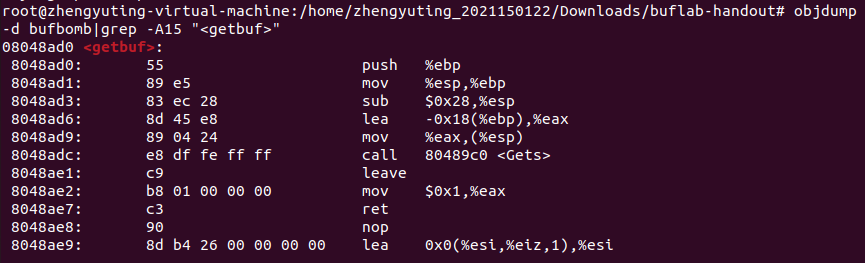 root@zhengyuting-virtual-machine:/home/zhengyuting_2021150122/Downloads/buflab-handout# objdump
-d bufbomb|grep -A15 "<getbuf>"
08048ad0 <getbuf>:
 8048ad0:	55                   	push   %ebp
 8048ad1:	89 e5                	mov    %esp,%ebp
 8048ad3:	83 ec 28             	sub    $0x28,%esp
 8048ad6:	8d 45 e8             	lea    -0x18(%ebp),%eax
 8048ad9:	89 04 24             	mov    %eax,(%esp)
 8048adc:	e8 df fe ff ff       	call   80489c0 <Gets>
 8048ae1:	c9                   	leave
 8048ae2:	b8 01 00 00 00       	mov    $0x1,%eax
 8048ae7:	c3                   	ret
 8048ae8:	90                   	nop
 8048ae9:	8d b4 26 00 00 00 00 	lea    0x0(%esi,%eiz,1),%esi